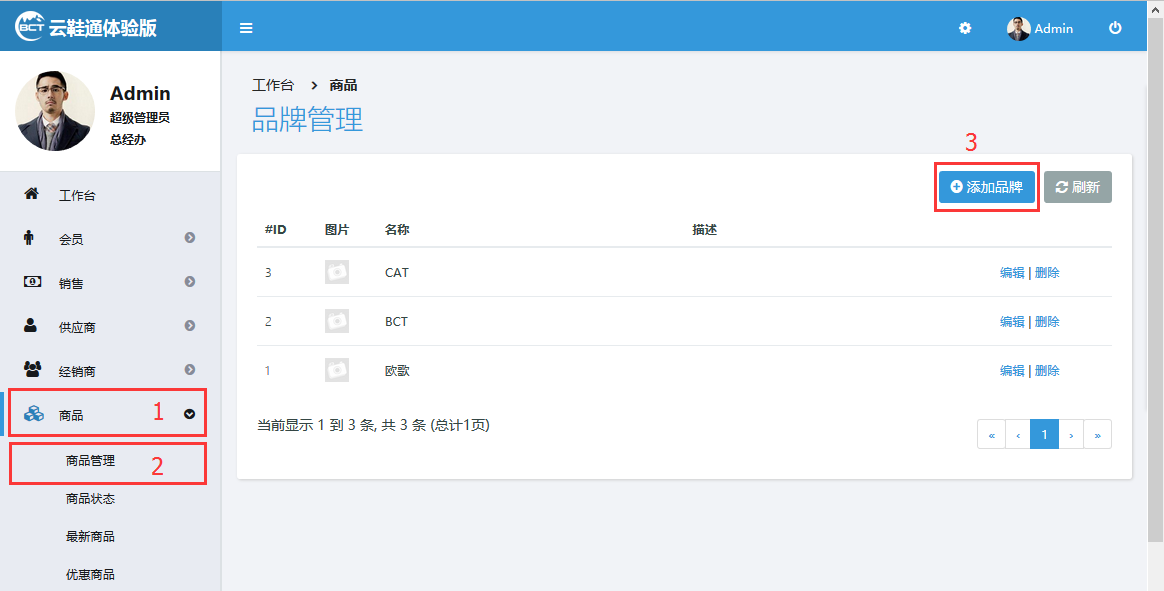 BCT 云鞋通体验版
Admin
Admin
超级管理员
总经办
工作台
会员
销售
供应商
经销商
商品 1
商品管理 2
商品状态
最新商品
优惠商品
工作台 > 商品
品牌管理
3
添加品牌 刷新
#ID 图片 名称 描述
3 CAT 编辑 | 删除
2 BCT 编辑 | 删除
1 欧歌 编辑 | 删除
当前显示 1 到 3 条, 共 3 条 (总计1页)
« ‹ 1 › »